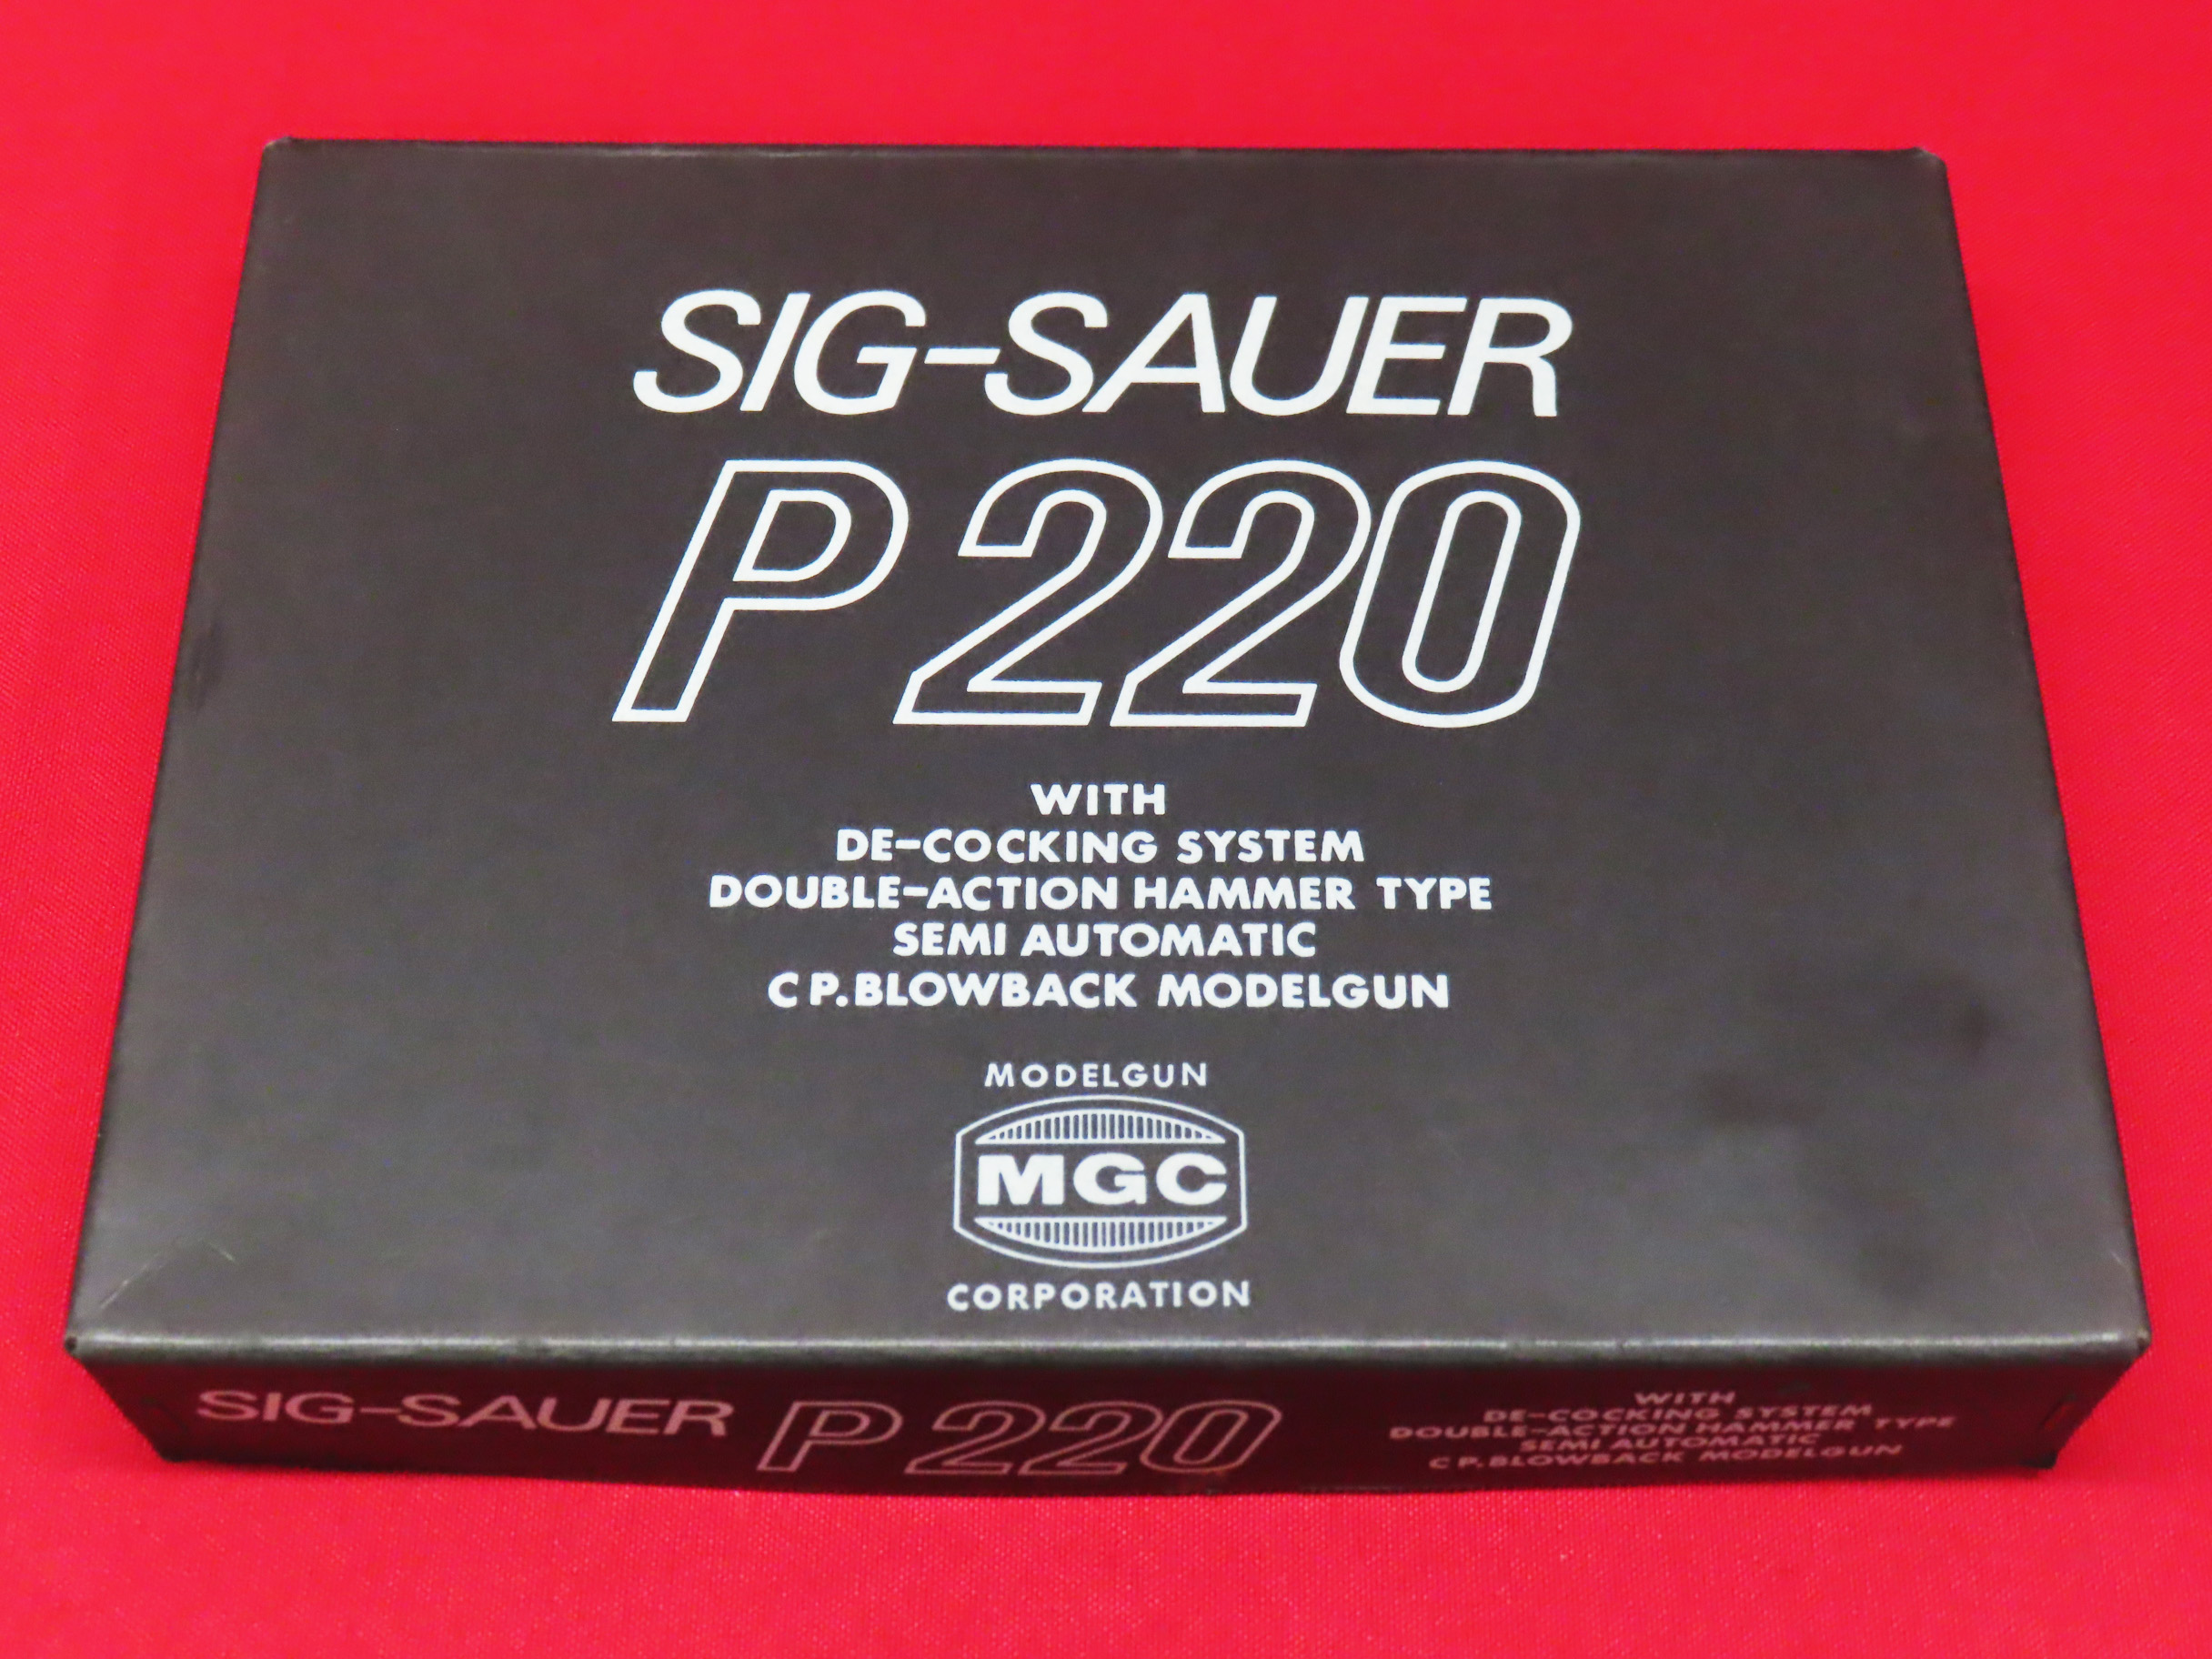 SIG-SAUER
P220
WITH
DE-COCKING SYSTEM
DOUBLE-ACTION HAMMER TYPE
SEMI AUTOMATIC
CP.BLOWBACK MODELGUN
MODELGUN
MGC
CORPORATION
SIG-SAUER P220
WITH
DE-COCKING SYSTEM
DOUBLE-ACTION HAMMER TYPE
SEMI AUTOMATIC
CP.BLOWBACK MODELGUN